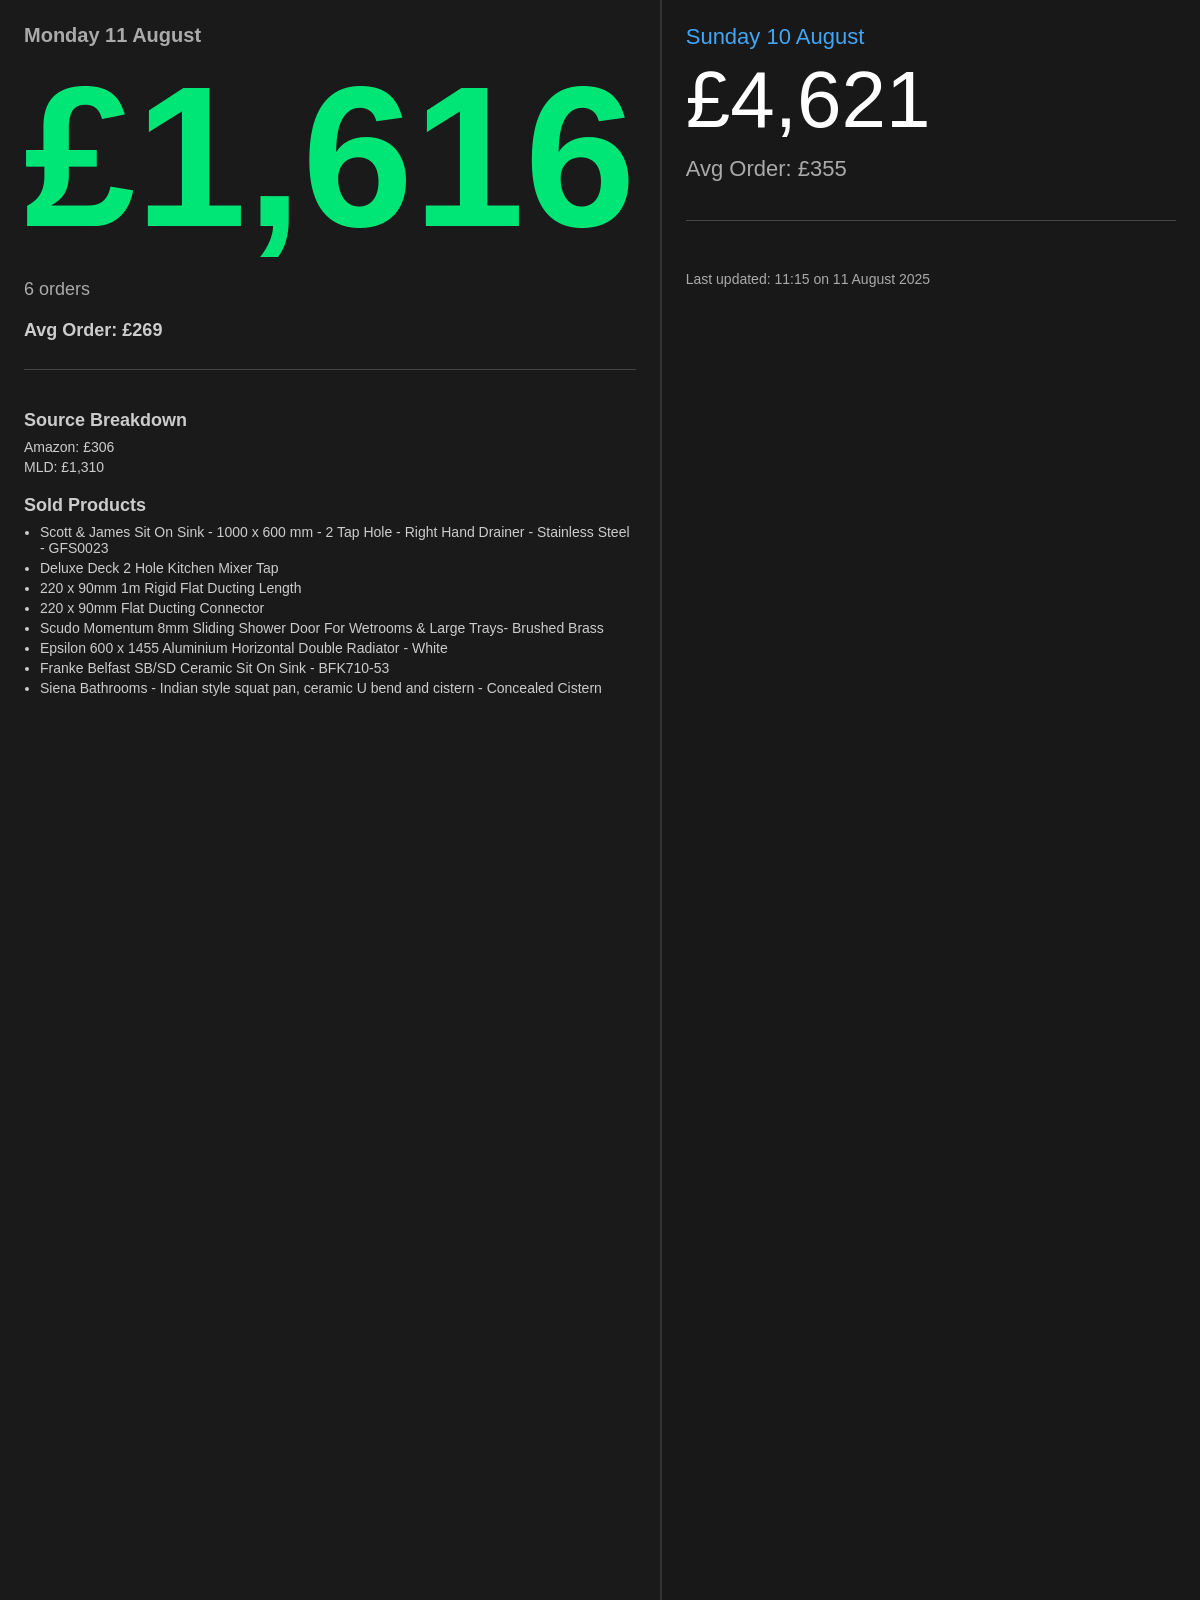 Monday 11 August
£1,616
6 orders
Avg Order: £269
Source Breakdown
Amazon: £306
MLD: £1,310
Sold Products
• Scott & James Sit On Sink - 1000 x 600 mm - 2 Tap Hole - Right Hand Drainer - Stainless Steel
- GFS0023
• Deluxe Deck 2 Hole Kitchen Mixer Tap
• 220 x 90mm 1m Rigid Flat Ducting Length
• 220 x 90mm Flat Ducting Connector
• Scudo Momentum 8mm Sliding Shower Door For Wetrooms & Large Trays- Brushed Brass
• Epsilon 600 x 1455 Aluminium Horizontal Double Radiator - White
• Franke Belfast SB/SD Ceramic Sit On Sink - BFK710-53
• Siena Bathrooms - Indian style squat pan, ceramic U bend and cistern - Concealed Cistern
Sunday 10 August
£4,621
Avg Order: £355
Last updated: 11:15 on 11 August 2025